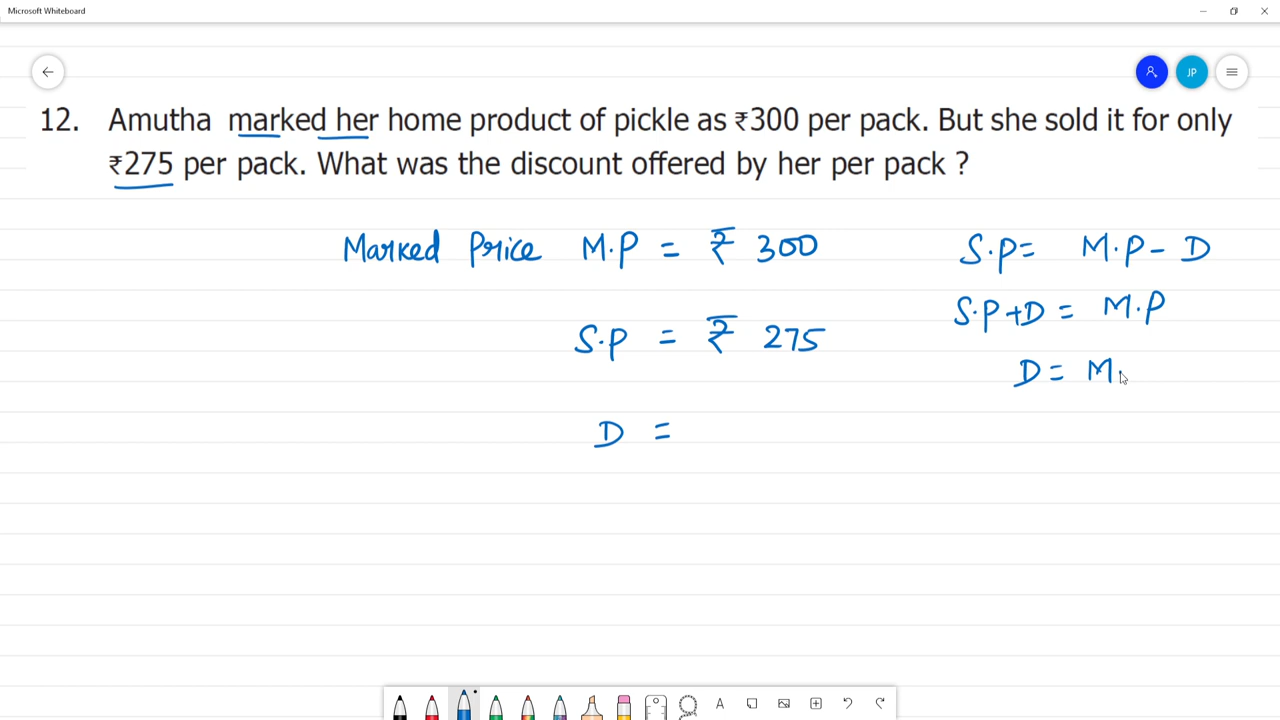 Microsoft Whiteboard
JP
12. Amutha marked her home product of pickle as ₹300 per pack. But she sold it for only
₹275 per pack. What was the discount offered by her per pack ?
Marked Price M.P = ₹ 300
S.P = ₹ 275
D =
S.P = M.P - D
S.P + D = M.P
D = M.
A